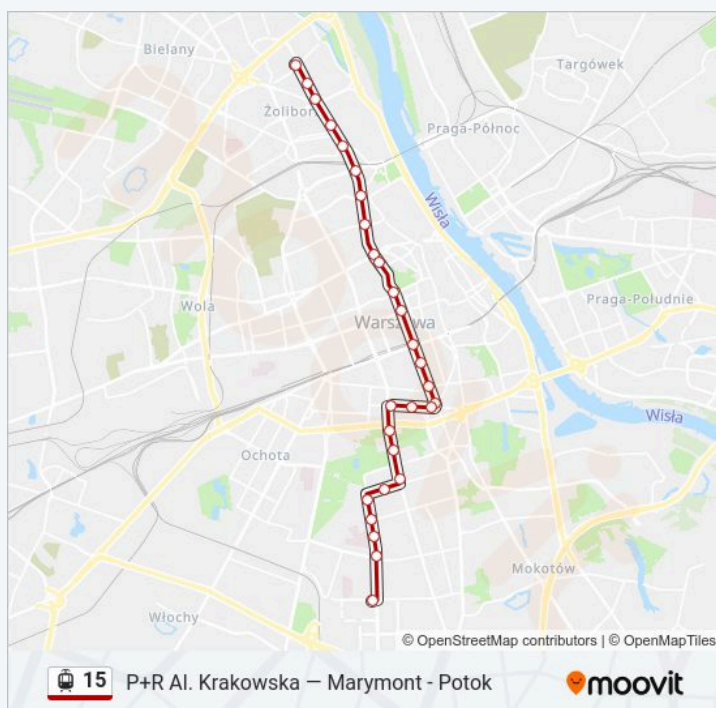 Bielany
Targówek
Żolibor
Praga-Północ
Wisła
Praga-Południe
Wola
Warszawa
Wisła
Ochota
Mokotów
Włochy
© OpenStreetMap contributors | © OpenMapTiles
15 P+R Al. Krakowska — Marymont - Potok moovit